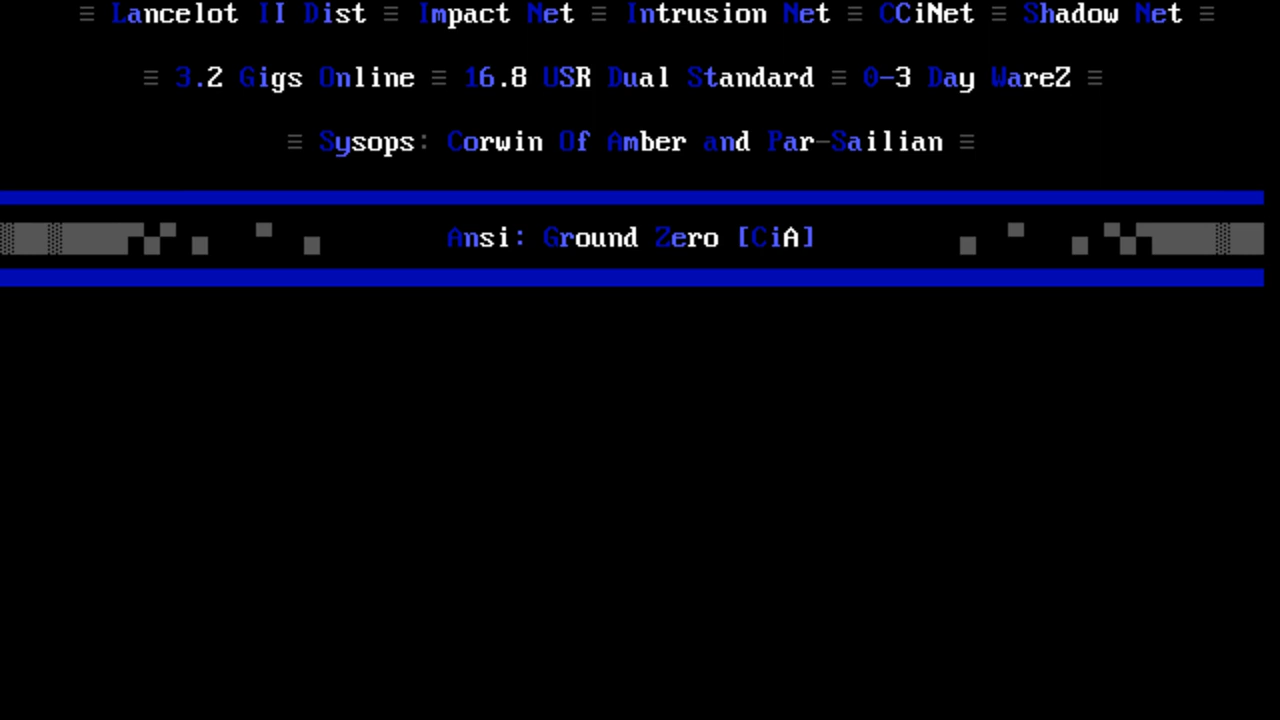 ≡ Lancelot II Dist ≡ Impact Net ≡ Intrusion Net ≡ CCiNet ≡ Shadow Net ≡
≡ 3.2 Gigs Online ≡ 16.8 USR Dual Standard ≡ 0-3 Day WareZ ≡
≡ Sysops: Corwin Of Amber and Par-Sailian ≡
Ansi: Ground Zero [CiA]